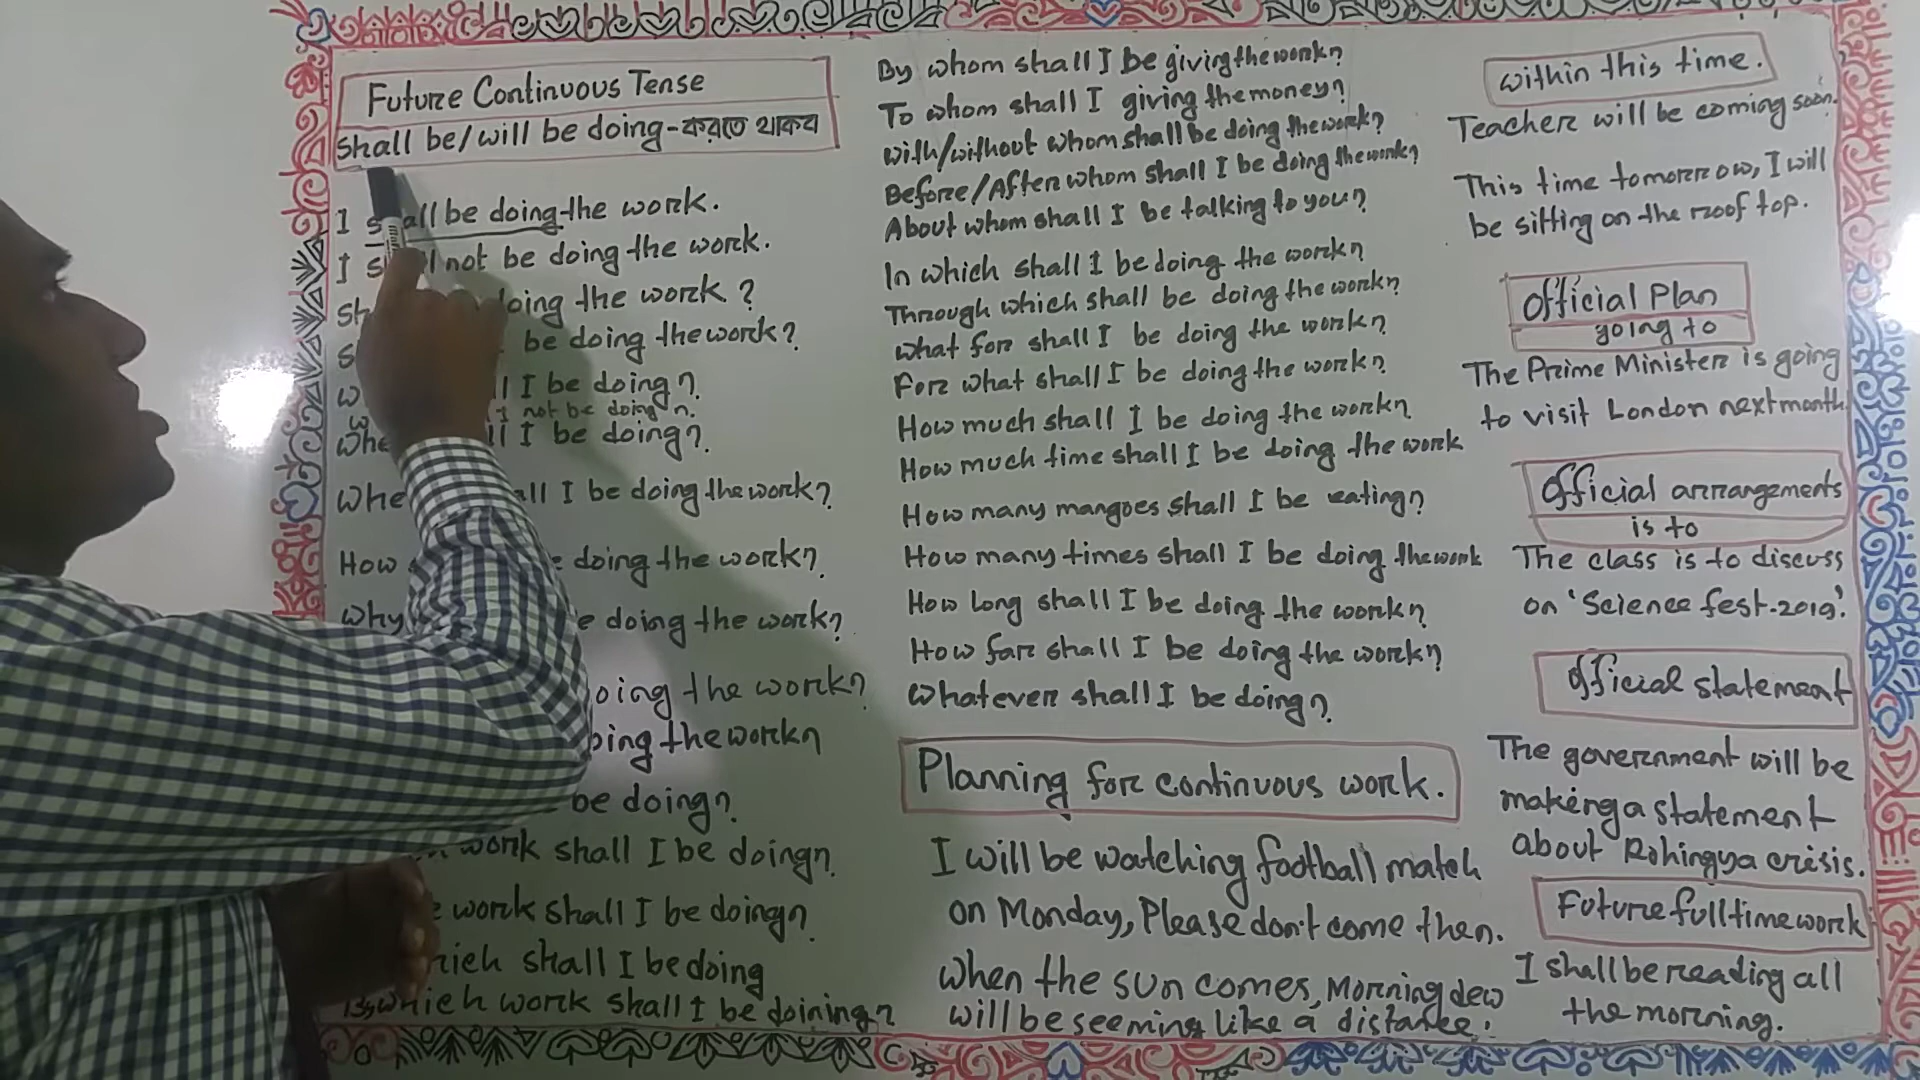 Future Continuous Tense
Shall be/will be doing-করতে থাকব
I shall be doing the work.
I not be doing the work.
doing the work?
be doing the work?
I be doing?
I not be doing?
I be doing?
I be doing the work?
How doing the work?
Why doing the work?
the work?
the work?
be doing?
work shall I be doing?
work shall I be doing?
shall I be doing
which work shall I be doining?
By whom shall I be giving the work?
To whom shall I giving the money?
With/without whom shall be doing the work?
Before/After whom shall I be doing the work?
About whom shall I be talking to you?
In which shall I be doing the work?
Through which shall be doing the work?
What for shall I be doing the work?
For what shall I be doing the work?
How much shall I be doing the work?
How much time shall I be doing the work
How many mangoes shall I be eating?
How many times shall I be doing the work
How long shall I be doing the work?
How far shall I be doing the work?
Whatever shall I be doing?
Planning for continuous work.
I will be watching football match
on Monday, Please don't come then.
When the sun comes, Morning dew
will be seeming like a distance.
within this time.
Teacher will be coming soon.
This time tomorrow, I will
be sitting on the roof top.
Official Plan
going to
The Prime Minister is going
to visit London next month
Official arrangements
is to
The class is to discuss
on 'Science fest-2019'.
Official statement
The government will be
making a statement
about Rohingya crisis.
Future full time work
I shall be reading all
the morning.